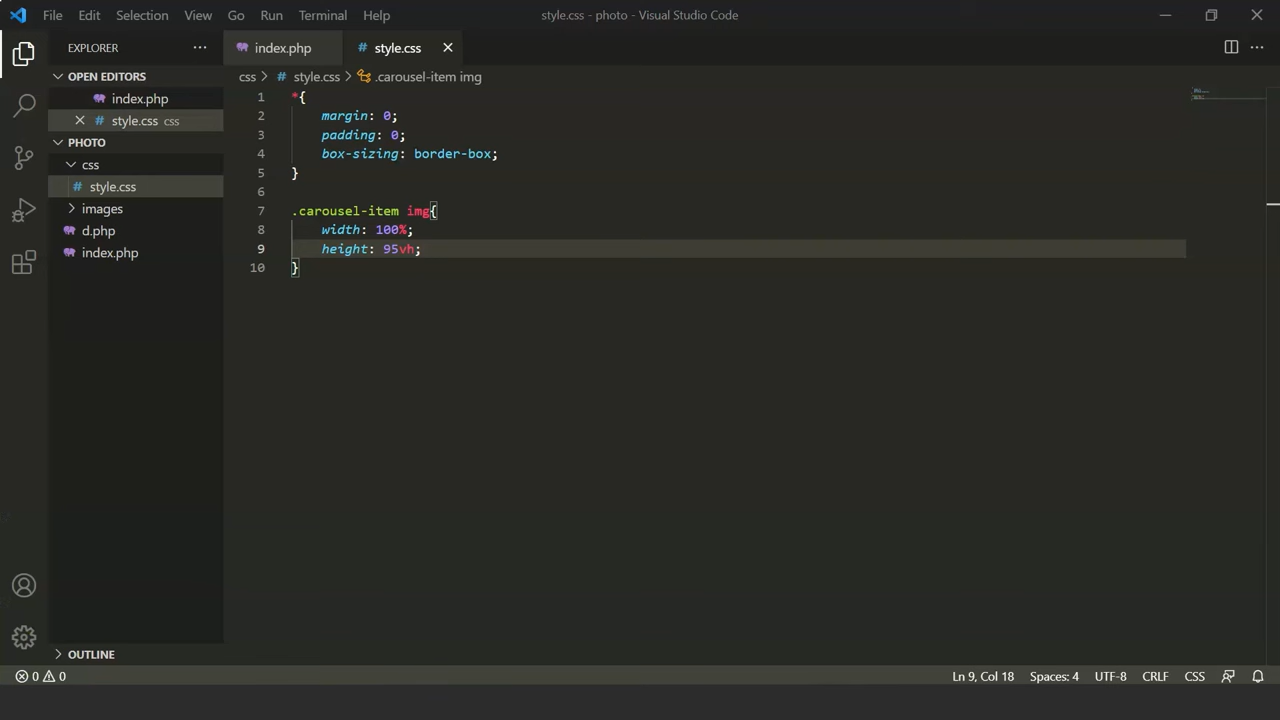 File Edit Selection View Go Run Terminal Help
style.css - photo - Visual Studio Code
EXPLORER
index.php
style.css
OPEN EDITORS
index.php
style.css css
PHOTO
css
style.css
images
d.php
index.php
OUTLINE
css > # style.css > .carousel-item img
1 *{
2 margin: 0;
3 padding: 0;
4 box-sizing: border-box;
5 }
6
7 .carousel-item img{
8 width: 100%;
9 height: 95vh;
10 }
0 0
Ln 9, Col 18 Spaces: 4 UTF-8 CRLF CSS